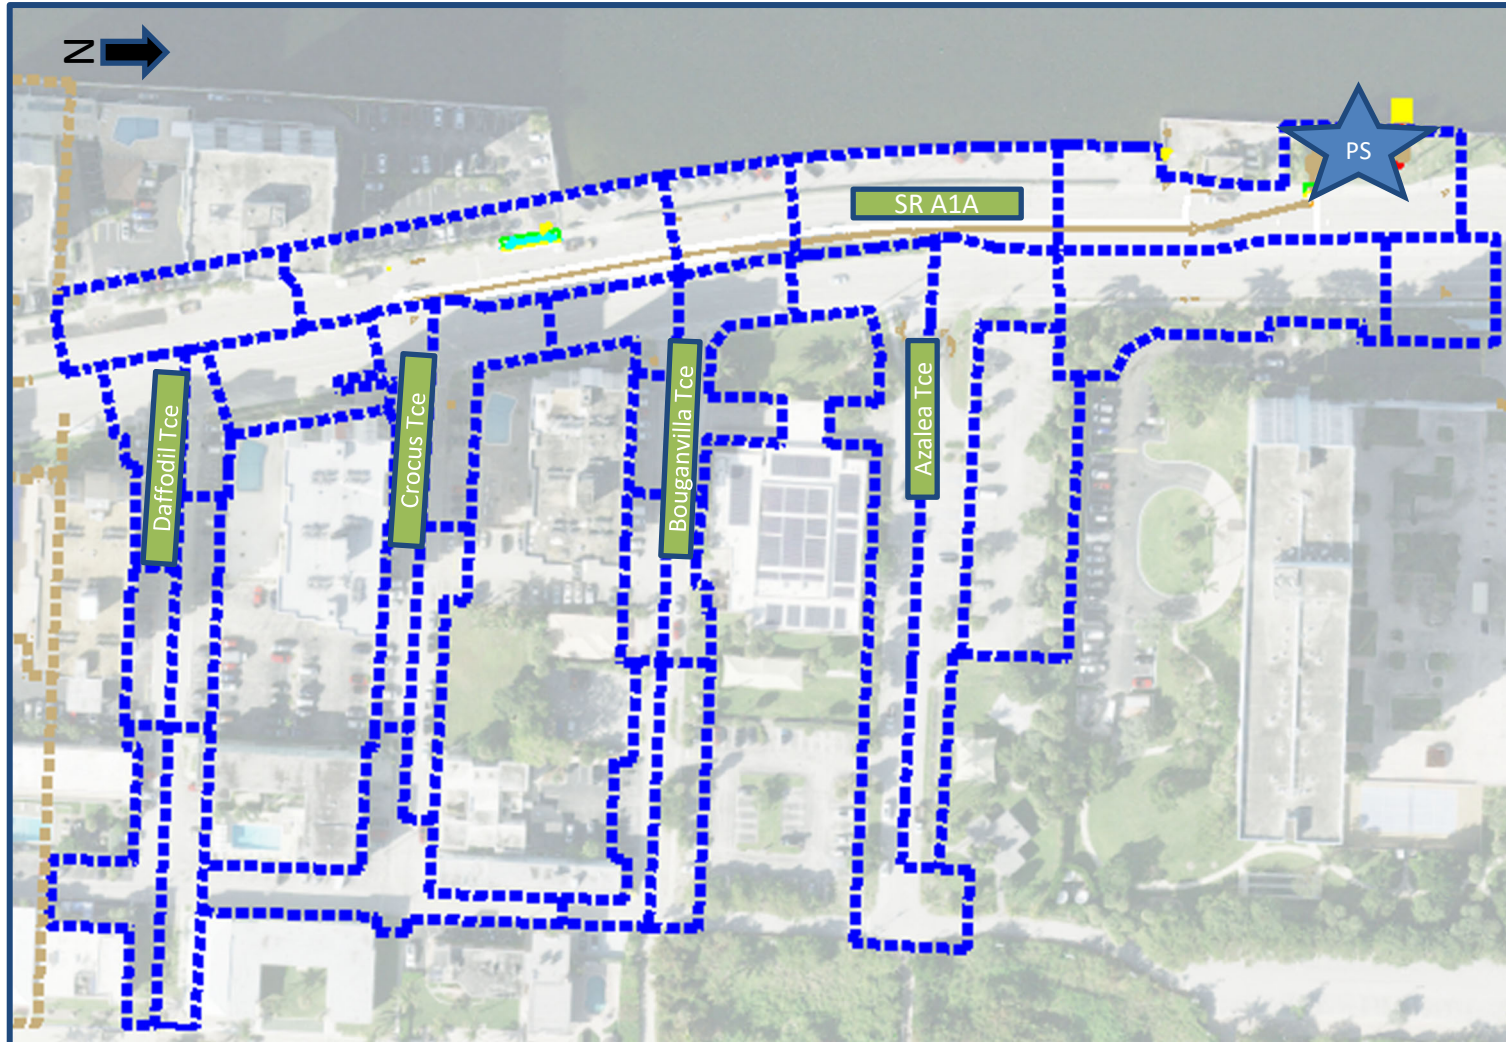 N
PS
SR A1A
Daffodil Tce
Crocus Tce
Bouganvilla Tce
Azalea Tce